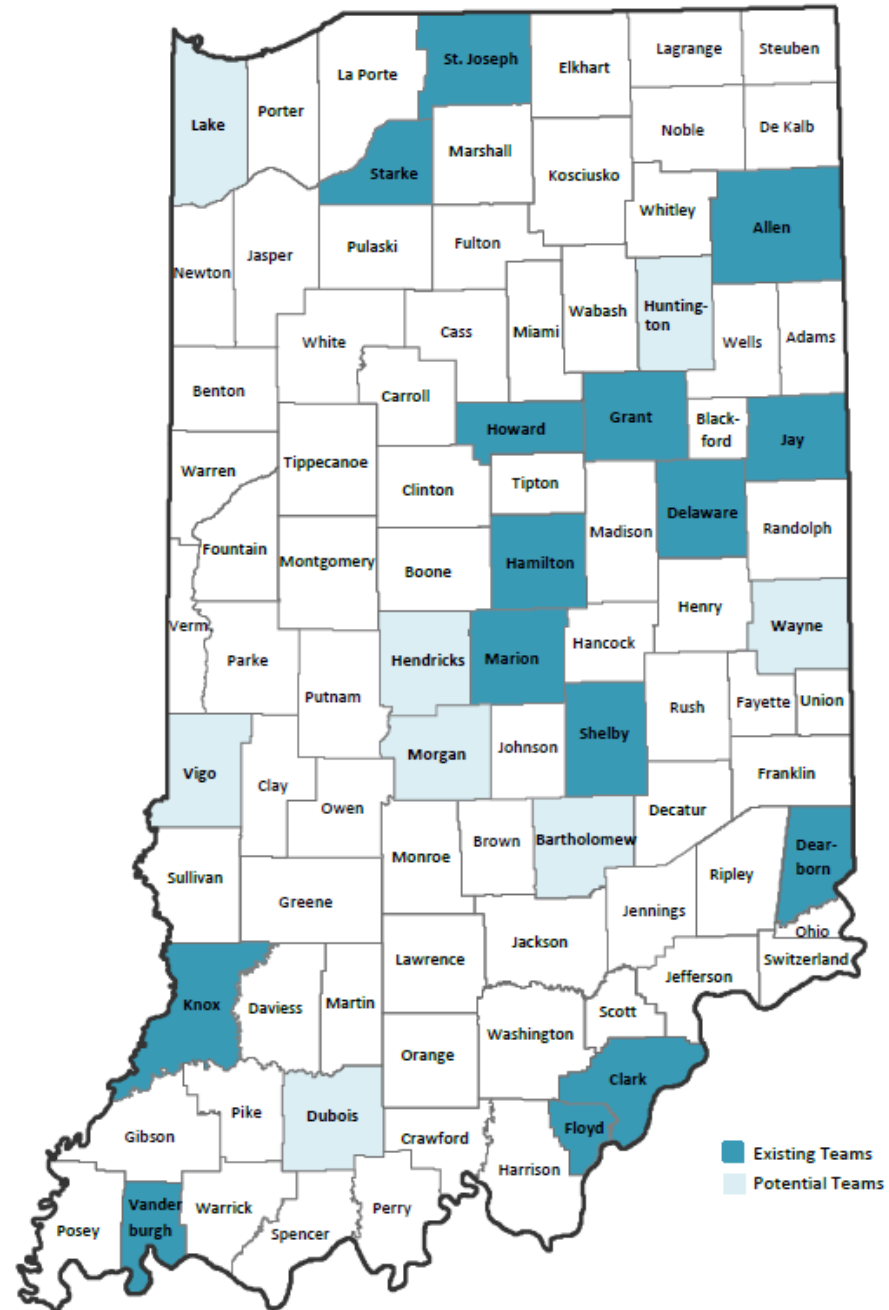 St. Joseph
Lagrange
Steuben
La Porte
Elkhart
Lake
Porter
Noble
De Kalb
Marshall
Starke
Kosciusko
Whitley
Allen
Pulaski
Fulton
Jasper
Newton
Hunting-
ton
Wabash
Miami
Cass
White
Wells
Adams
Benton
Carroll
Howard
Grant
Black-
ford
Jay
Warren
Tippecanoe
Clinton
Tipton
Delaware
Madison
Randolph
Fountain
Montgomery
Boone
Hamilton
Henry
Verm
Wayne
Parke
Hendricks
Marion
Hancock
Putnam
Rush
Fayette
Union
Vigo
Morgan
Johnson
Shelby
Clay
Franklin
Owen
Decatur
Monroe
Brown
Bartholomew
Dear-
born
Sullivan
Ripley
Greene
Jennings
Ohio
Jackson
Lawrence
Switzerland
Jefferson
Knox
Daviess
Martin
Scott
Washington
Orange
Clark
Pike
Dubois
Floyd
Gibson
Crawford
Harrison
Existing Teams
Potential Teams
Vander
burgh
Warrick
Perry
Posey
Spencer